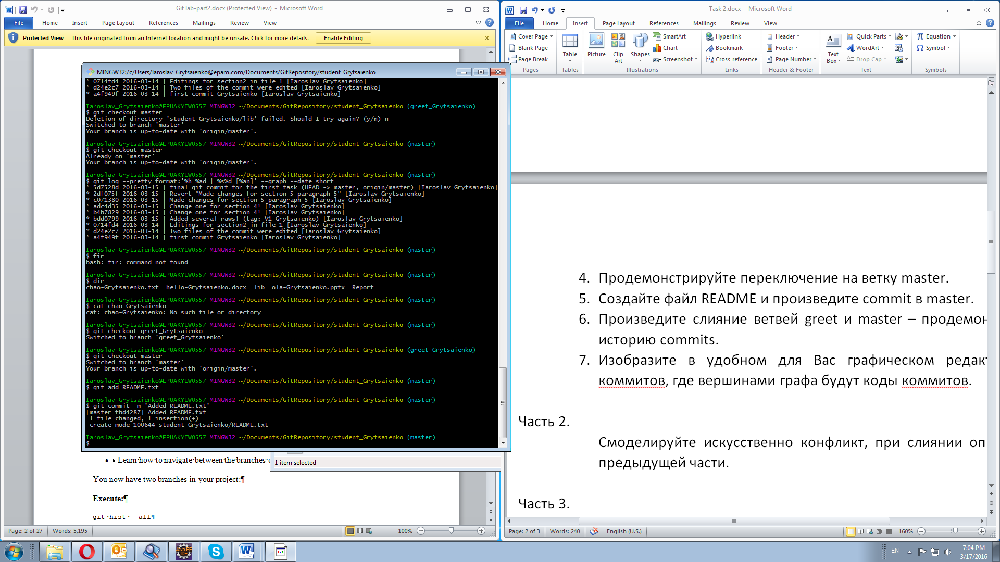 Git lab-part2.docx (Protected View) - Microsoft Word
File Home Insert Page Layout References Mailings Review View
Protected View This file originated from an Internet location and might be unsafe. Click for more details. Enable Editing
MINGW32:/c/Users/Iaroslav_Grytsaienko@epam.com/Documents/GitRepository/student_Grytsaienko
* 0714fd4 2016-03-14 | Editings for section2 in file 1 [Iaroslav Grytsaienko]
* d24e2c7 2016-03-14 | Two files of the commit were edited [Iaroslav Grytsaienko]
* a4f949f 2016-03-14 | first commit Grytsaienko [Iaroslav Grytsaienko]
Iaroslav_Grytsaienko@EPUAKYIW0557 MINGW32 ~/Documents/GitRepository/student_Grytsaienko (greet_Grytsaienko)
$ git checkout master
Deletion of directory 'student_Grytsaienko/lib' failed. Should I try again? (y/n) n
Switched to branch 'master'
Your branch is up-to-date with 'origin/master'.
Iaroslav_Grytsaienko@EPUAKYIW0557 MINGW32 ~/Documents/GitRepository/student_Grytsaienko (master)
$ git checkout master
Already on 'master'
Your branch is up-to-date with 'origin/master'.
Iaroslav_Grytsaienko@EPUAKYIW0557 MINGW32 ~/Documents/GitRepository/student_Grytsaienko (master)
$ git log --pretty=format:'%h %ad | %s%d [%an]' --graph --date=short
* 5d7528d 2016-03-15 | final git commit for the first task (HEAD -> master, origin/master) [Iaroslav Grytsaienko]
* 2df075f 2016-03-15 | Revert "Made changes for section 5 paragraph 5" [Iaroslav Grytsaienko]
* c071380 2016-03-15 | Made changes for section 5 paragraph 5 [Iaroslav Grytsaienko]
* adc4d35 2016-03-15 | Change one for section 4! [Iaroslav Grytsaienko]
* b4b7829 2016-03-15 | Change one for section 4! [Iaroslav Grytsaienko]
* bdd0799 2016-03-15 | Added several raws! (tag: V1_Grytsaienko) [Iaroslav Grytsaienko]
* 0714fd4 2016-03-14 | Editings for section2 in file 1 [Iaroslav Grytsaienko]
* d24e2c7 2016-03-14 | Two files of the commit were edited [Iaroslav Grytsaienko]
* a4f949f 2016-03-14 | first commit Grytsaienko [Iaroslav Grytsaienko]
Iaroslav_Grytsaienko@EPUAKYIW0557 MINGW32 ~/Documents/GitRepository/student_Grytsaienko (master)
$ fir
bash: fir: command not found
Iaroslav_Grytsaienko@EPUAKYIW0557 MINGW32 ~/Documents/GitRepository/student_Grytsaienko (master)
$ dir
chao-Grytsaienko.txt hello-Grytsaienko.docx lib ola-Grytsaienko.pptx Report
Iaroslav_Grytsaienko@EPUAKYIW0557 MINGW32 ~/Documents/GitRepository/student_Grytsaienko (master)
$ cat chao-Grytsaienko
cat: chao-Grytsaienko: No such file or directory
Iaroslav_Grytsaienko@EPUAKYIW0557 MINGW32 ~/Documents/GitRepository/student_Grytsaienko (master)
$ git checkout greet_Grytsaienko
Switched to branch 'greet_Grytsaienko'
Iaroslav_Grytsaienko@EPUAKYIW0557 MINGW32 ~/Documents/GitRepository/student_Grytsaienko (greet_Grytsaienko)
$ git checkout master
Switched to branch 'master'
Your branch is up-to-date with 'origin/master'.
Iaroslav_Grytsaienko@EPUAKYIW0557 MINGW32 ~/Documents/GitRepository/student_Grytsaienko (master)
$ git add README.txt
Iaroslav_Grytsaienko@EPUAKYIW0557 MINGW32 ~/Documents/GitRepository/student_Grytsaienko (master)
$ git commit -m 'Added README.txt'
[master fbd4287] Added README.txt
1 file changed, 1 insertion(+)
create mode 100644 student_Grytsaienko/README.txt
Iaroslav_Grytsaienko@EPUAKYIW0557 MINGW32 ~/Documents/GitRepository/student_Grytsaienko (master)
$
1 item selected
• Learn how to navigate between the branches
You now have two branches in your project:¶
Execute:¶
git hist --all¶
Page: 2 of 27 Words: 5,195 100%
Task 2.docx - Microsoft Word
File Home Insert Page Layout References Mailings Review View
Cover Page
Blank Page
Page Break
Pages
Table
Tables
Picture
Clip Art
Shapes
SmartArt
Chart
Screenshot
Illustrations
Hyperlink
Bookmark
Cross-reference
Links
Header
Footer
Page Number
Header & Footer
Text Box
Quick Parts
WordArt
Drop Cap
Text
Equation
Symbol
Symbols
4. Продемонстрируйте переключение на ветку master.
5. Создайте файл README и произведите commit в master.
6. Произведите слияние ветвей greet и master – продемон
историю commits.
7. Изобразите в удобном для Вас графическом редак
коммитов, где вершинами графа будут коды коммитов.
Часть 2.
Смоделируйте искусственно конфликт, при слиянии оп
предыдущей части.
Часть 3.
Page: 2 of 3 Words: 240 English (U.S.) 160%
EN 7:04 PM
3/17/2016